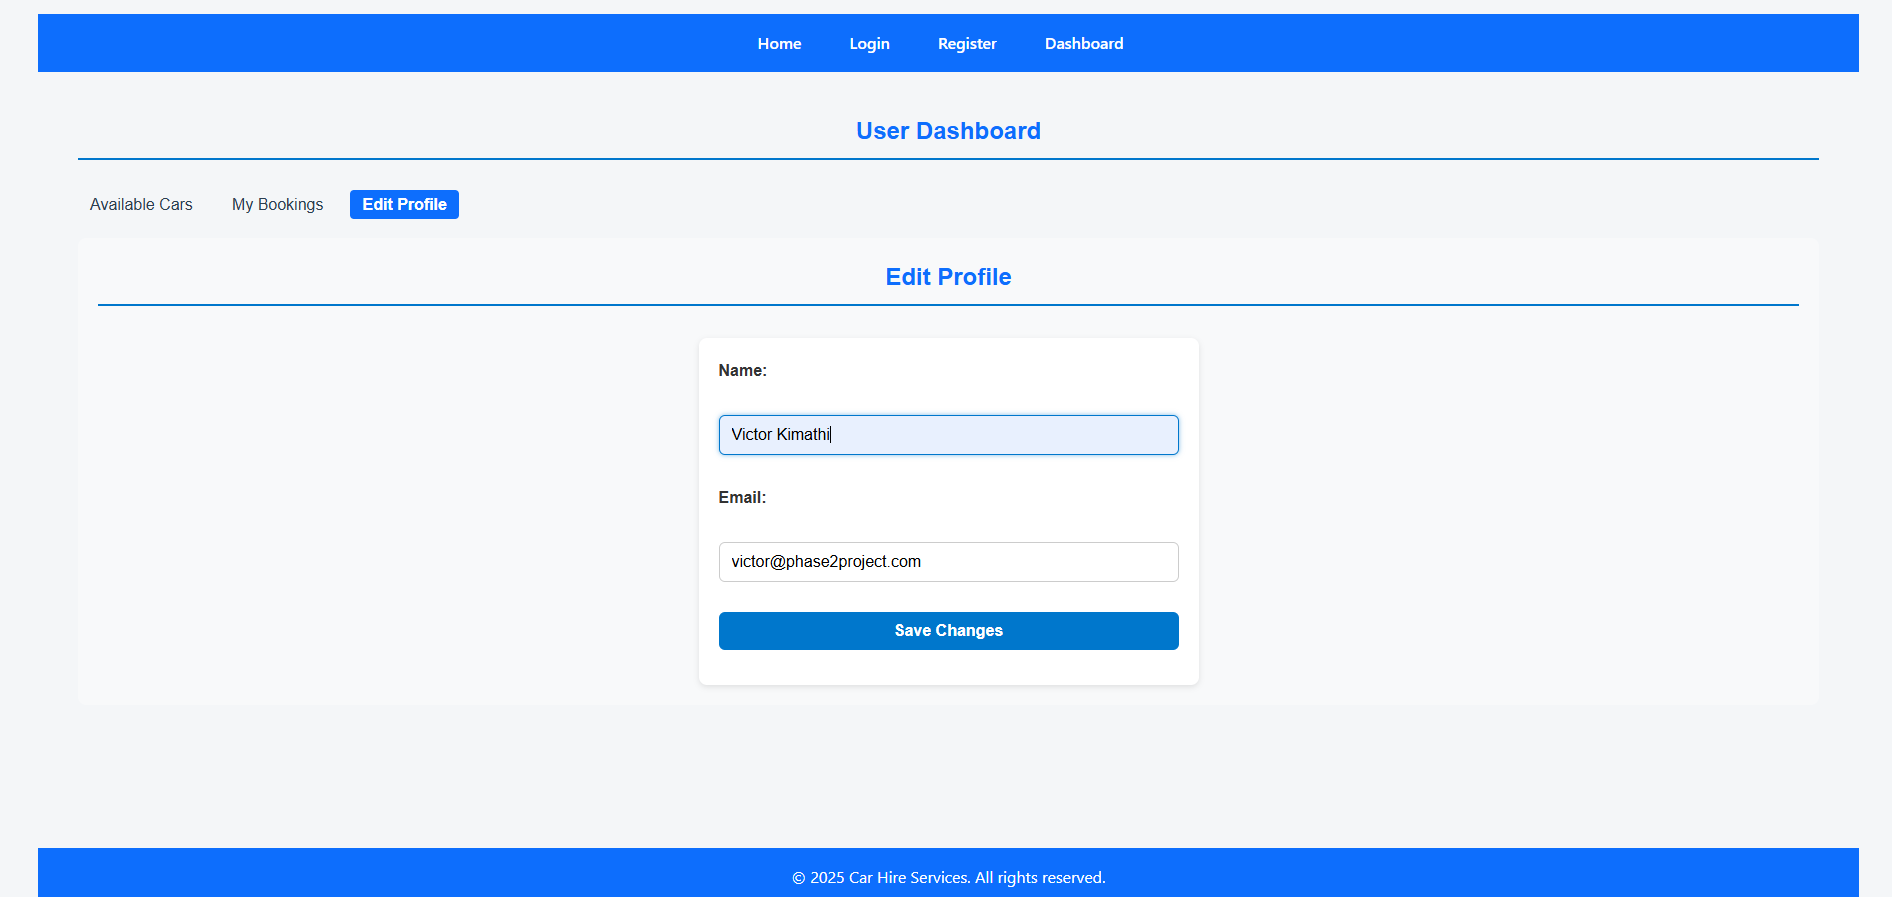 Home Login Register Dashboard
User Dashboard
Available Cars My Bookings Edit Profile
Edit Profile
Name:
Victor Kimathi
Email:
victor@phase2project.com
Save Changes
© 2025 Car Hire Services. All rights reserved.